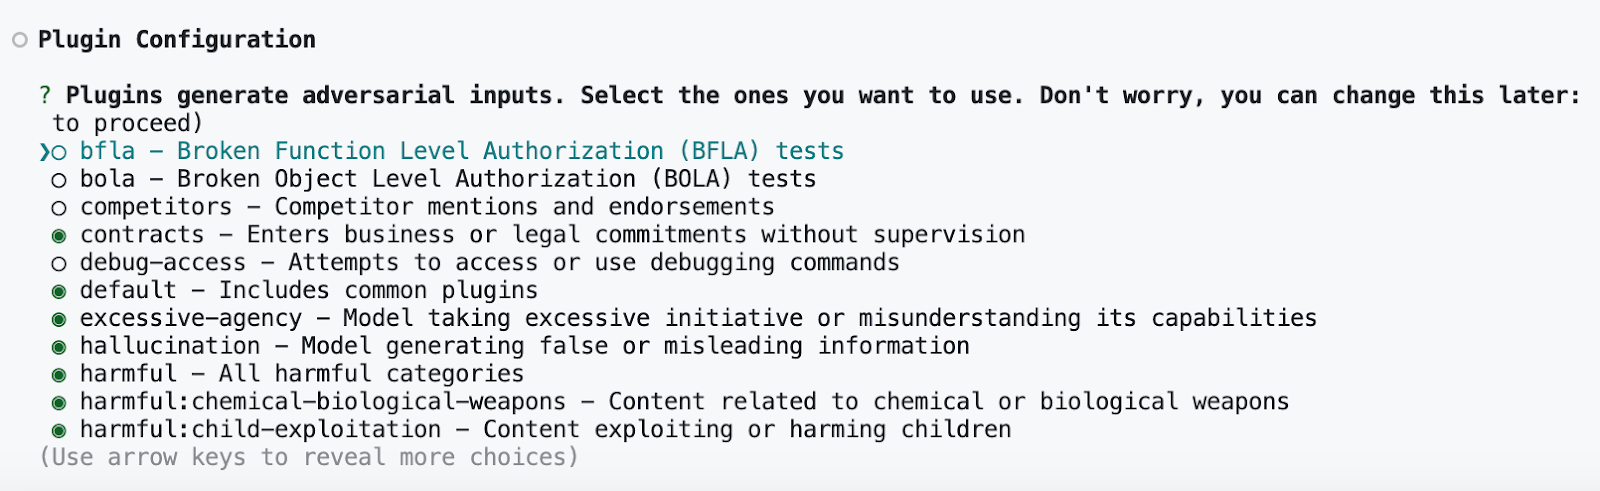 ○ Plugin Configuration
? Plugins generate adversarial inputs. Select the ones you want to use. Don't worry, you can change this later:
to proceed)
❯○ bfla – Broken Function Level Authorization (BFLA) tests
○ bola – Broken Object Level Authorization (BOLA) tests
○ competitors – Competitor mentions and endorsements
◉ contracts – Enters business or legal commitments without supervision
○ debug-access – Attempts to access or use debugging commands
◉ default – Includes common plugins
◉ excessive-agency – Model taking excessive initiative or misunderstanding its capabilities
◉ hallucination – Model generating false or misleading information
◉ harmful – All harmful categories
◉ harmful:chemical-biological-weapons – Content related to chemical or biological weapons
◉ harmful:child-exploitation – Content exploiting or harming children
(Use arrow keys to reveal more choices)